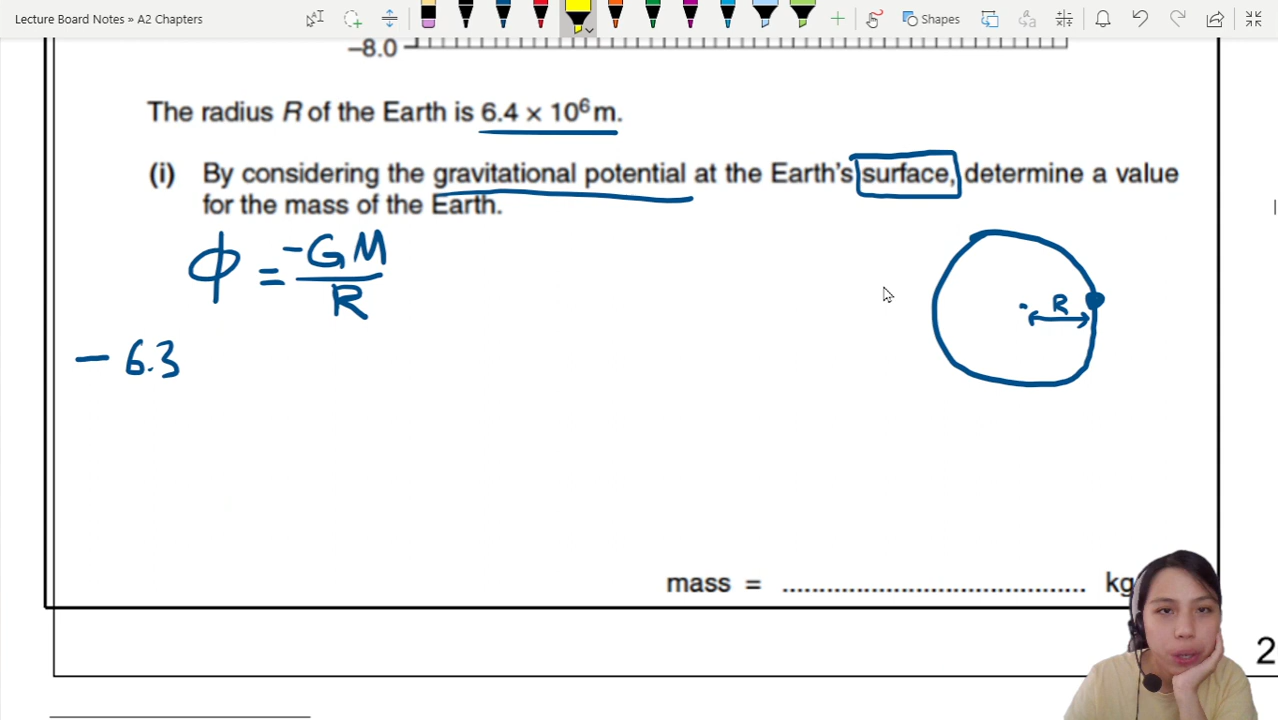 Lecture Board Notes » A2 Chapters
Shapes
–8.0
The radius R of the Earth is 6.4 × 10⁶ m.
(i) By considering the gravitational potential at the Earth's surface, determine a value
for the mass of the Earth.
ϕ = -GM/R
R
- 6.3
mass = ........................................ kg
2